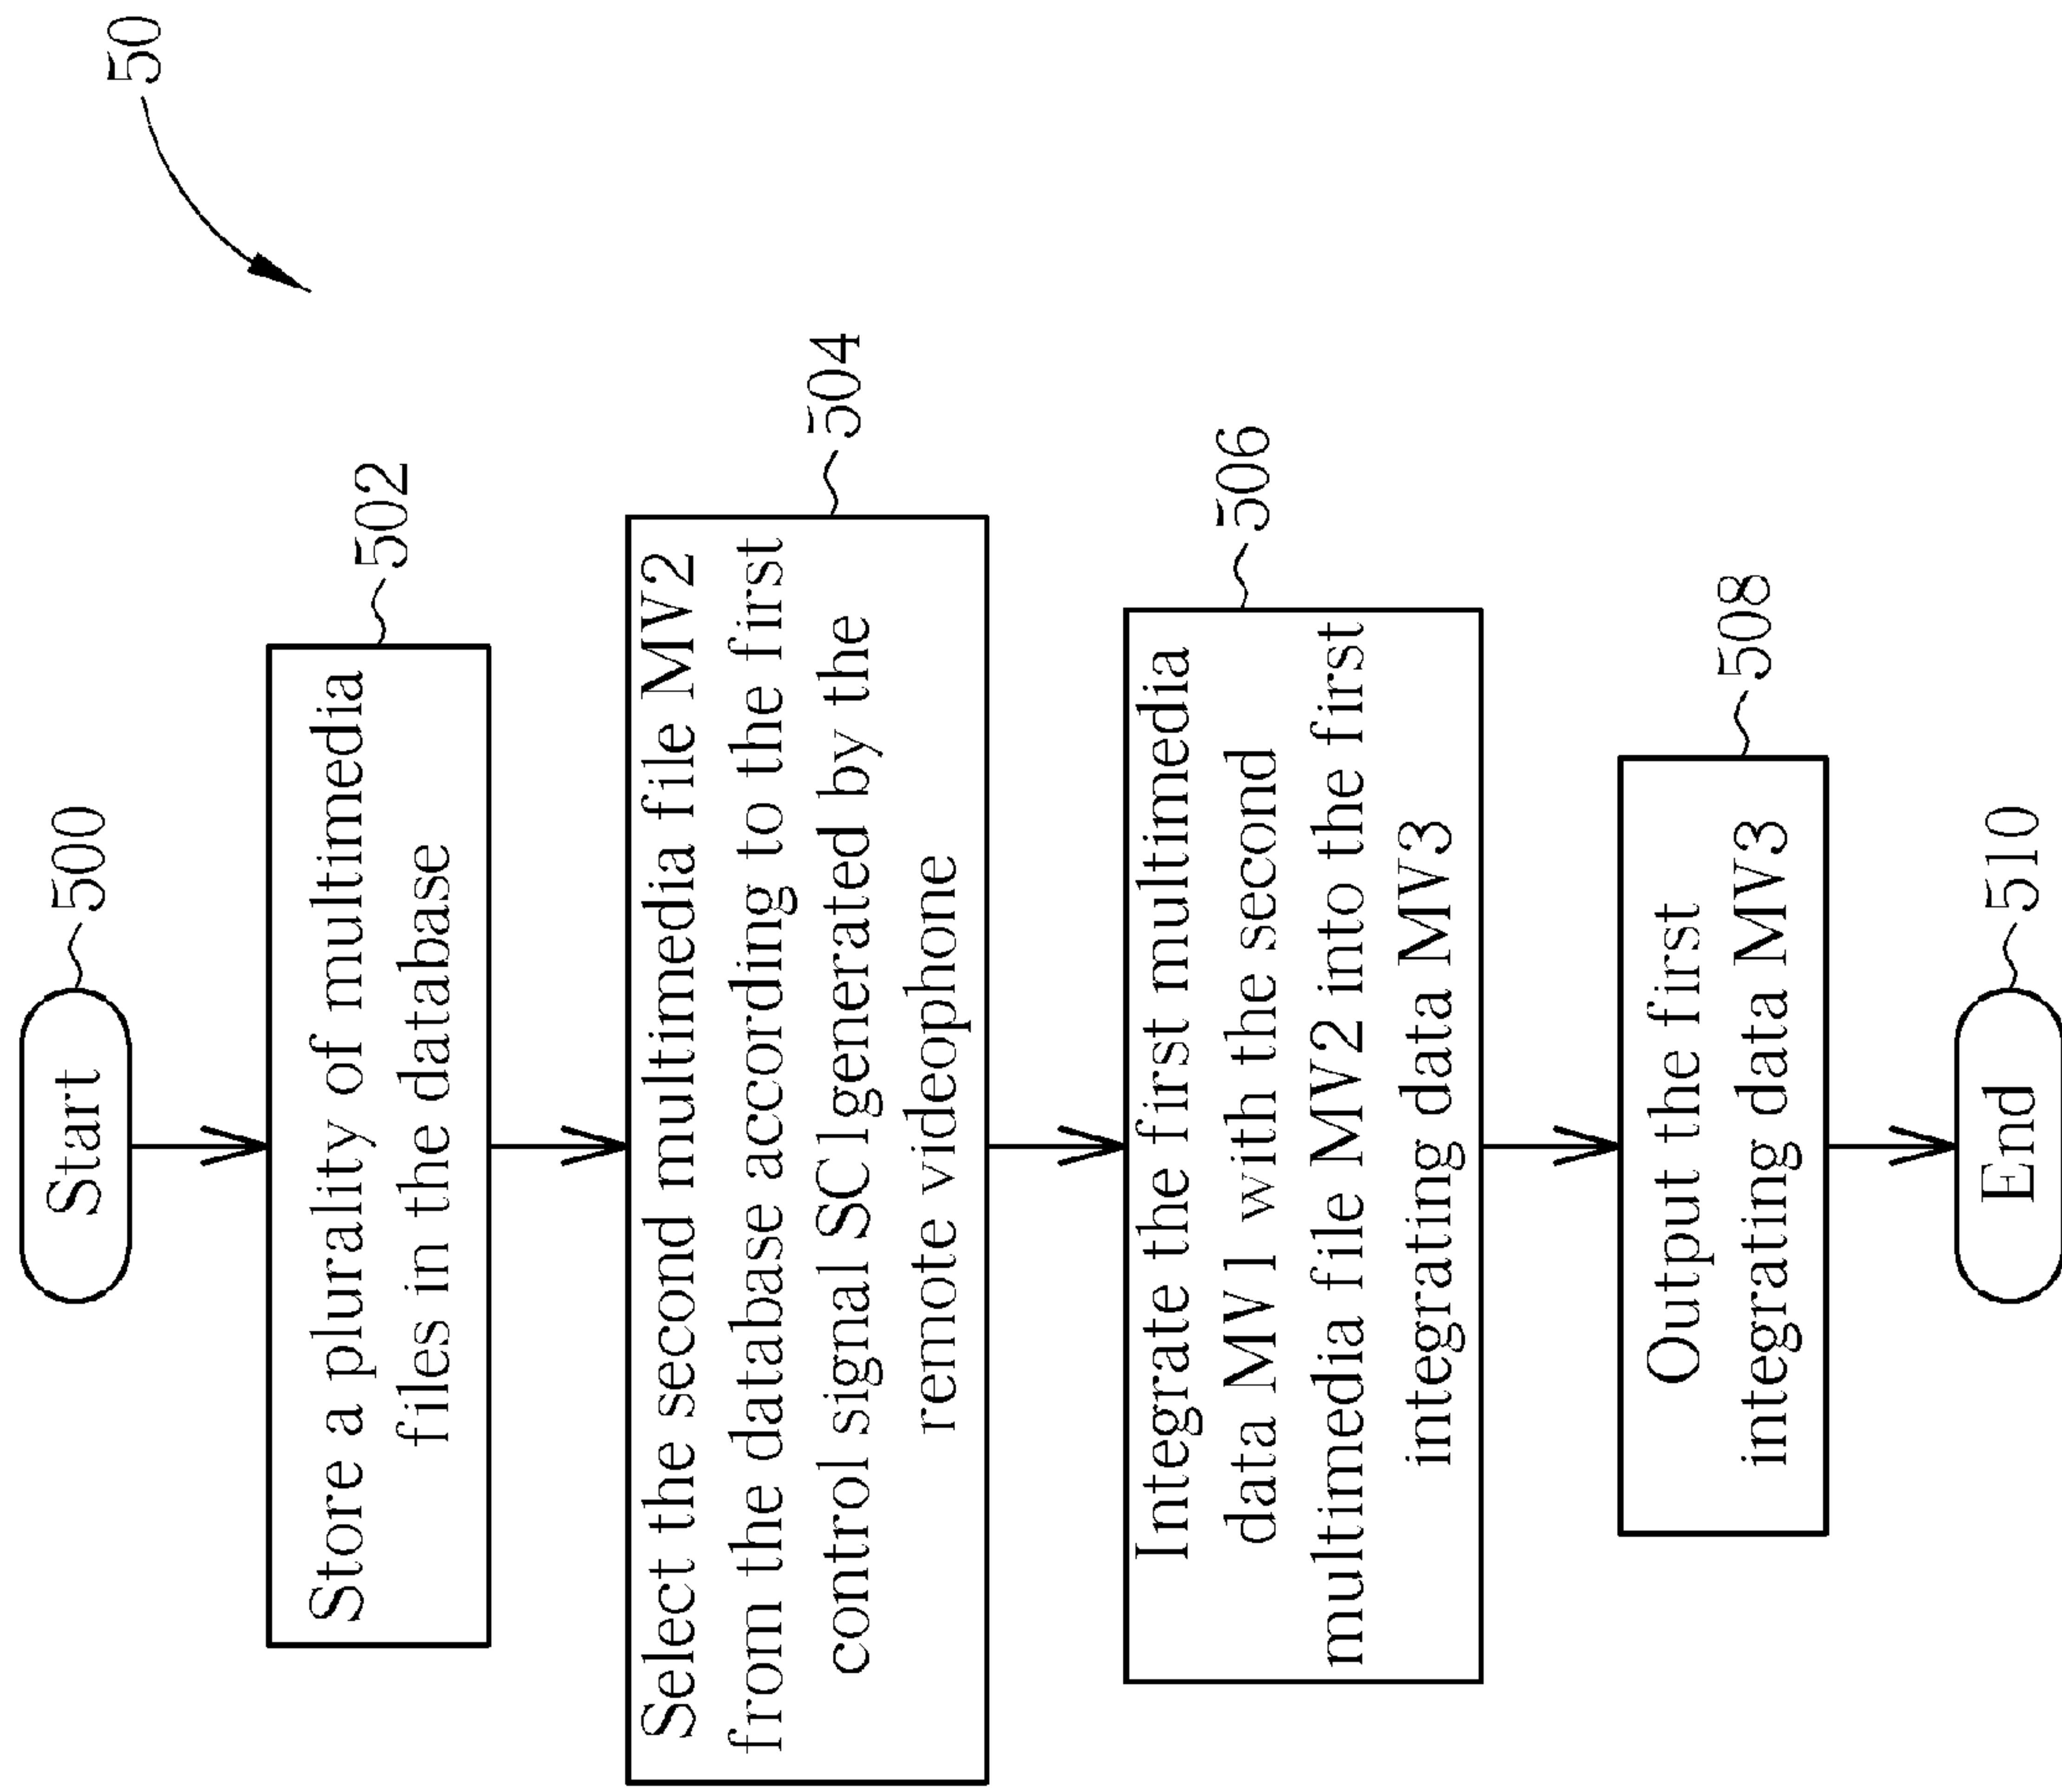 50
Start
500
Store a plurality of multimedia
files in the database
502
Select the second multimedia file MV2
from the database according to the first
control signal SC1generated by the
remote videophone
504
Integrate the first multimedia
data MV1 with the second
multimedia file MV2 into the first
integrating data MV3
506
Output the first
integrating data MV3
508
End
510